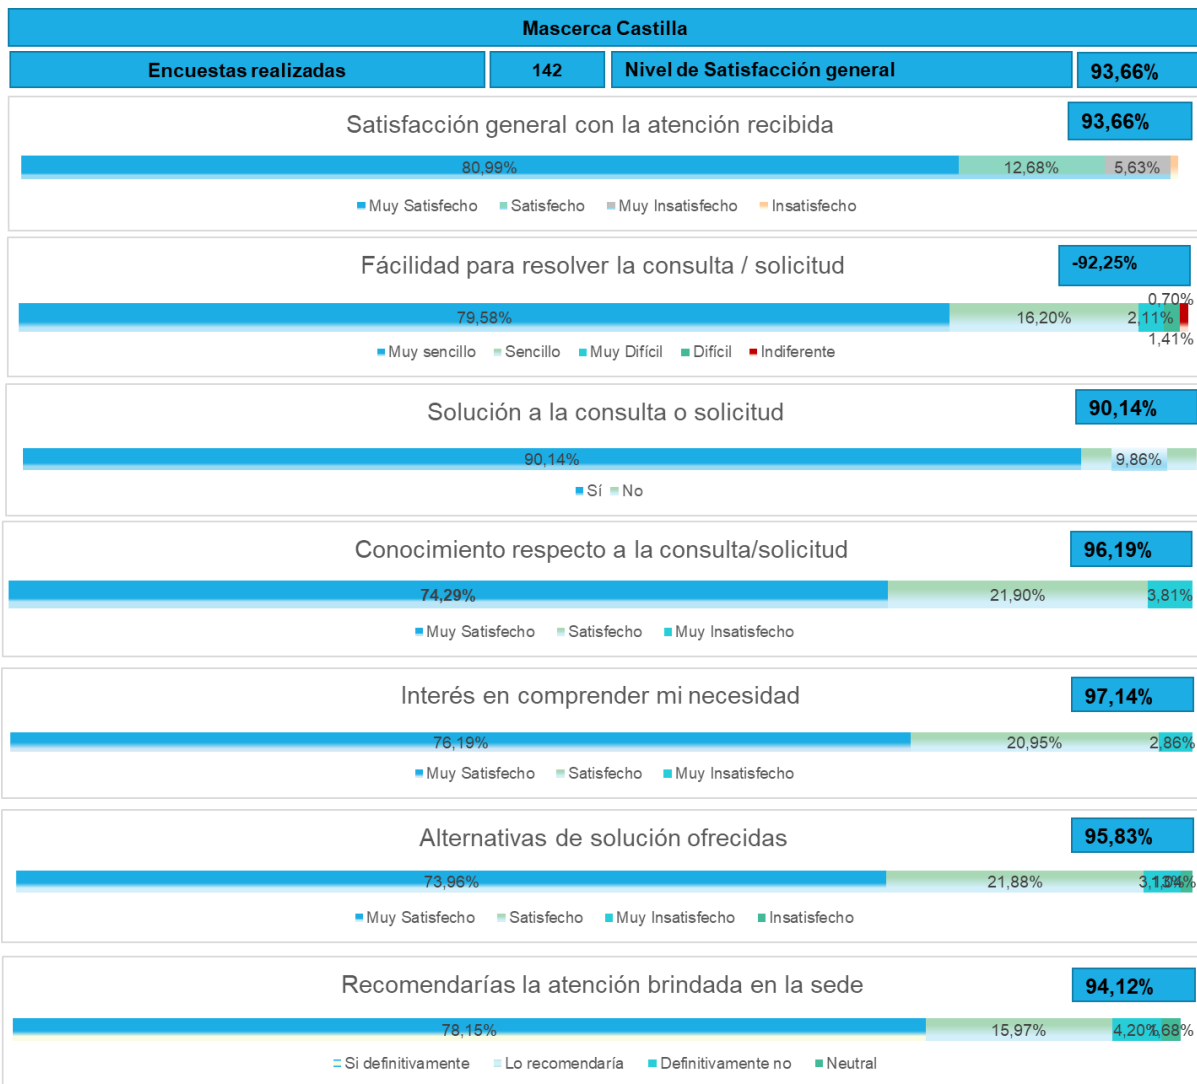 Mascerca Castilla
Encuestas realizadas 142 Nivel de Satisfacción general 93,66%
Satisfacción general con la atención recibida 93,66%
80,99% 12,68% 5,63%
Muy Satisfecho Satisfecho Muy Insatisfecho Insatisfecho
Fácilidad para resolver la consulta / solicitud -92,25%
0,70%
79,58% 16,20% 2,11%
1,41%
Muy sencillo Sencillo Muy Difícil Difícil Indiferente
Solución a la consulta o solicitud 90,14%
90,14% 9,86%
Sí No
Conocimiento respecto a la consulta/solicitud 96,19%
74,29% 21,90% 3,81%
Muy Satisfecho Satisfecho Muy Insatisfecho
Interés en comprender mi necesidad 97,14%
76,19% 20,95% 2,86%
Muy Satisfecho Satisfecho Muy Insatisfecho
Alternativas de solución ofrecidas 95,83%
73,96% 21,88% 3,13% 1,04%
Muy Satisfecho Satisfecho Muy Insatisfecho Insatisfecho
Recomendarías la atención brindada en la sede 94,12%
78,15% 15,97% 4,20% 1,68%
Si definitivamente Lo recomendaría Definitivamente no Neutral